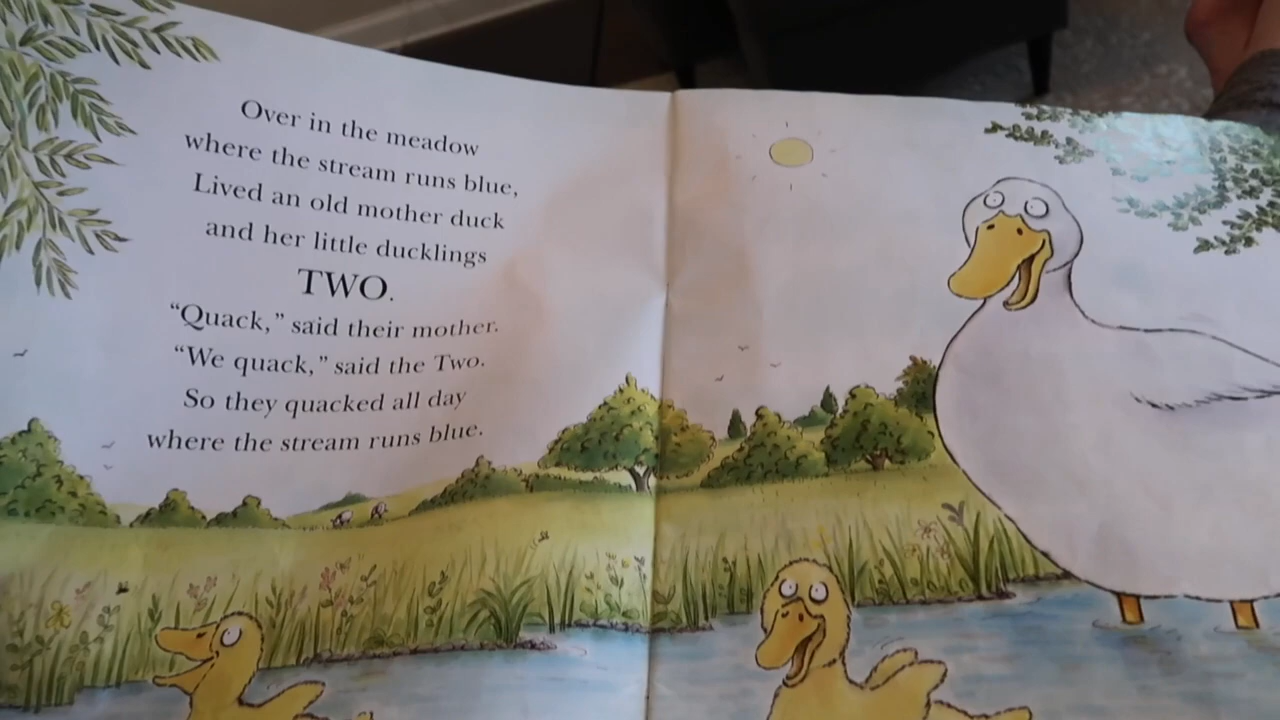 Over in the meadow
where the stream runs blue,
Lived an old mother duck
and her little ducklings
TWO.
“Quack,” said their mother.
“We quack,” said the Two.
So they quacked all day
where the stream runs blue.